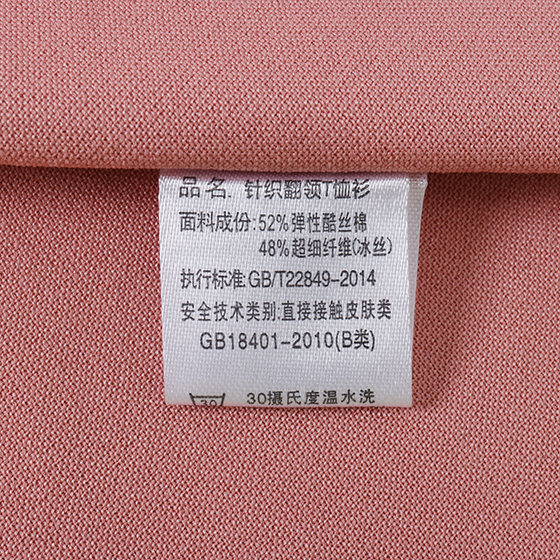 品名: 针织翻领T恤衫
面料成份:52%弹性酷丝棉
48%超细纤维(冰丝)
执行标准:GB/T22849-2014
安全技术类别:直接接触皮肤类
GB18401-2010(B类)
30 30摄氏度温水洗